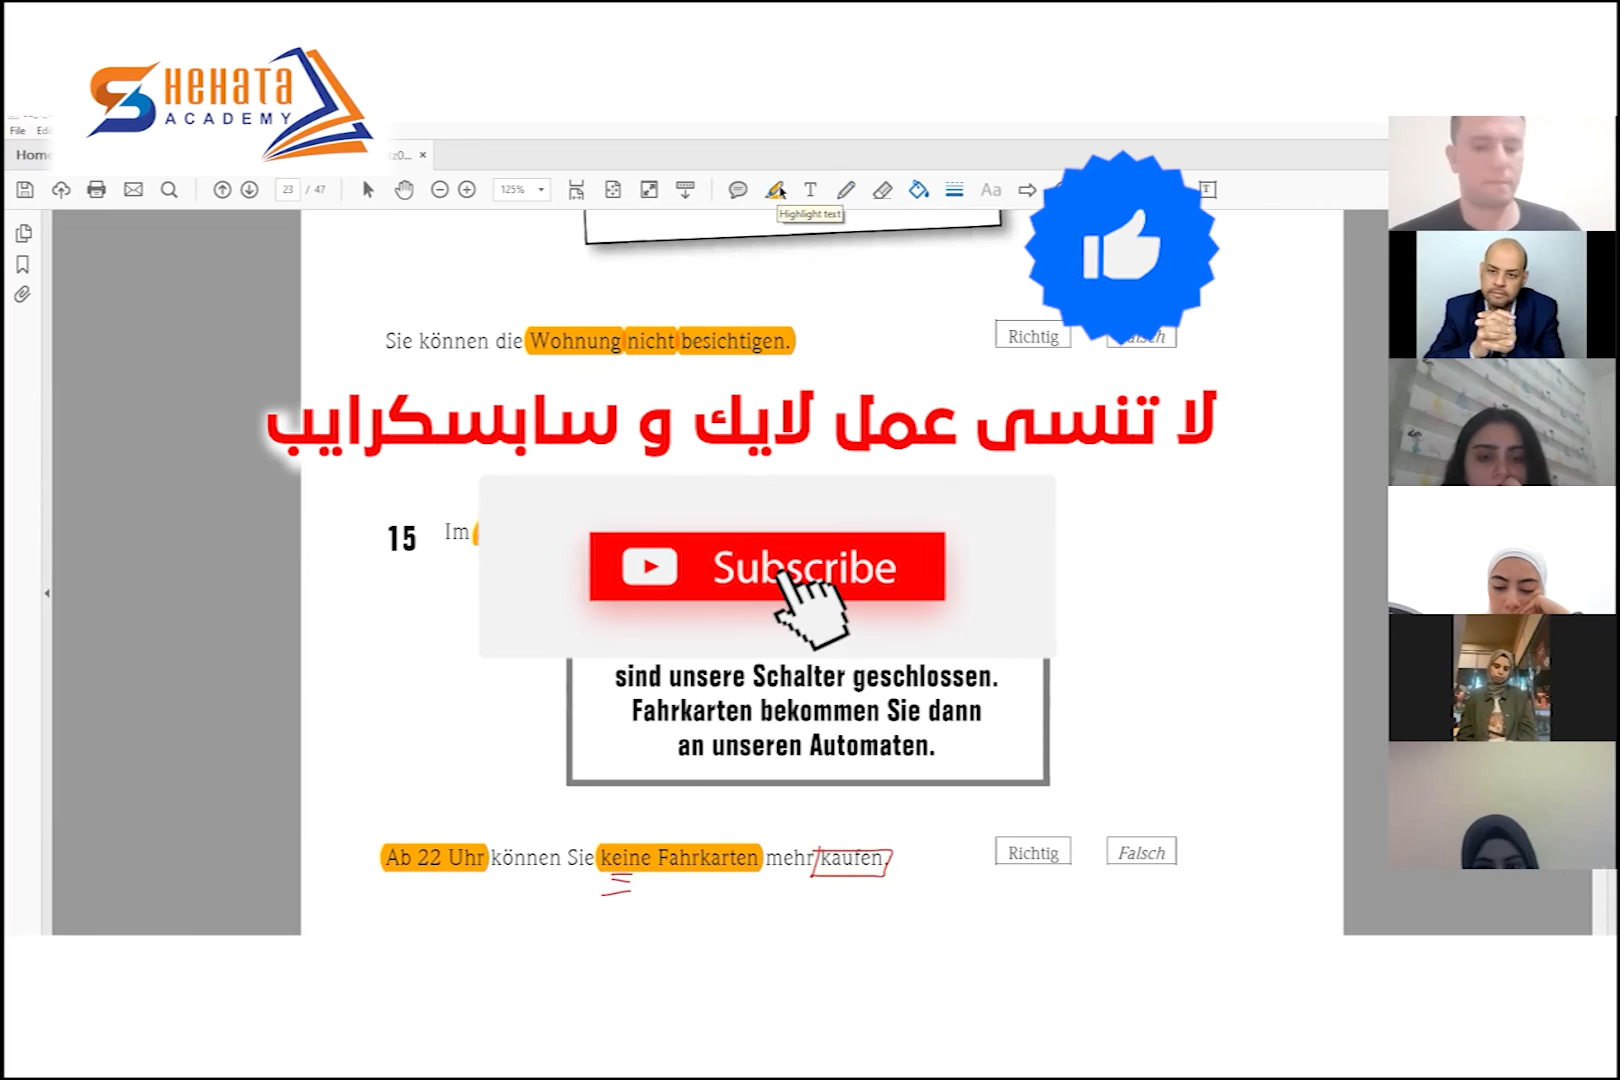 SHEHATA
ACADEMY
File
Home
23 / 47
125%
Aa
Highlight text
Sie können die Wohnung nicht besichtigen.
Richtig
لا تنسى عمل لايك و سابسكرايب
15 Im
Subscribe
sind unsere Schalter geschlossen.
Fahrkarten bekommen Sie dann
an unseren Automaten.
Ab 22 Uhr können Sie keine Fahrkarten mehr kaufen.
Richtig Falsch